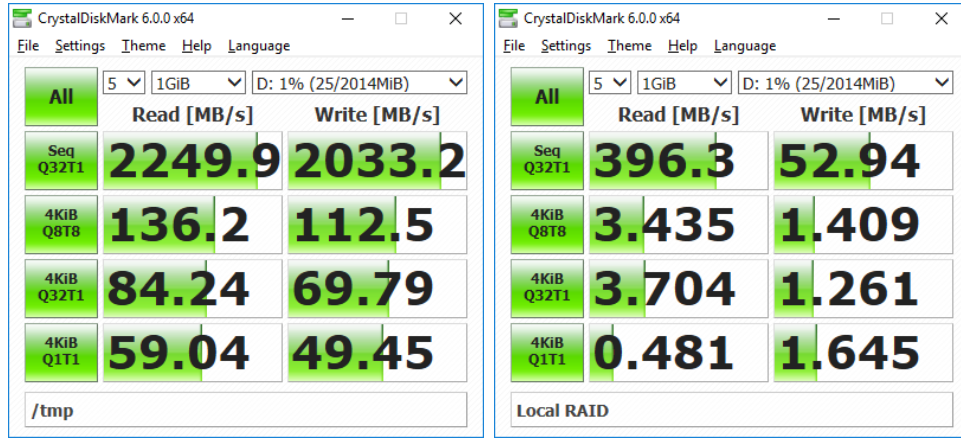 CrystalDiskMark 6.0.0 x64
File Settings Theme Help Language
All 5 1GiB D: 1% (25/2014MiB)
Read [MB/s] Write [MB/s]
Seq Q32T1 2249.9 2033.2
4KiB Q8T8 136.2 112.5
4KiB Q32T1 84.24 69.79
4KiB Q1T1 59.04 49.45
/tmp
CrystalDiskMark 6.0.0 x64
File Settings Theme Help Language
All 5 1GiB D: 1% (25/2014MiB)
Read [MB/s] Write [MB/s]
Seq Q32T1 396.3 52.94
4KiB Q8T8 3.435 1.409
4KiB Q32T1 3.704 1.261
4KiB Q1T1 0.481 1.645
Local RAID